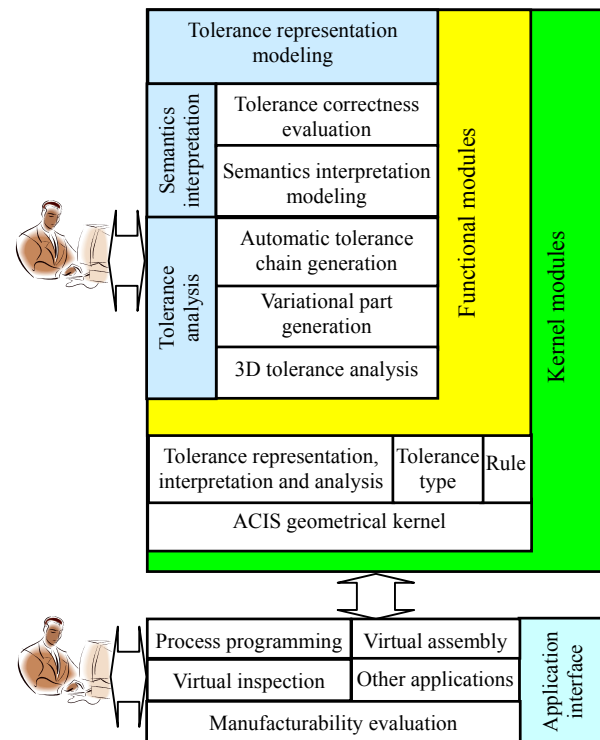 Tolerance representation
modeling
Semantics
interpretation
Tolerance correctness
evaluation
Semantics interpretation
modeling
Tolerance
analysis
Automatic tolerance
chain generation
Variational part
generation
3D tolerance analysis
Functional modules
Kernel modules
Tolerance representation,
interpretation and analysis
Tolerance
type
Rule
ACIS geometrical kernel
Process programming
Virtual assembly
Virtual inspection
Other applications
Manufacturability evaluation
Application
interface